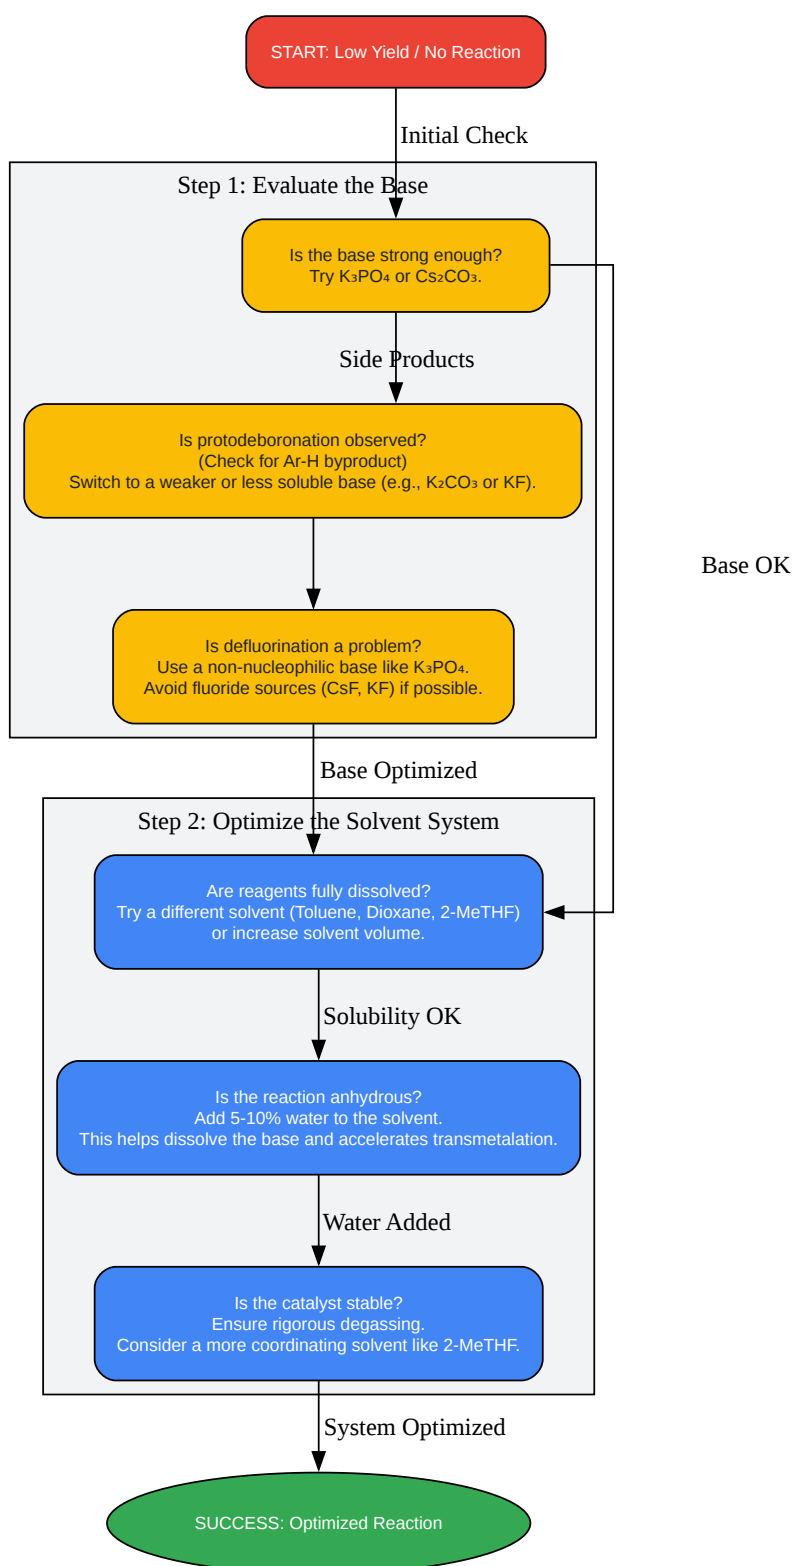 START: Low Yield / No Reaction
Initial Check
Step 1: Evaluate the Base
Is the base strong enough?
Try K₃PO₄ or Cs₂CO₃.
Side Products
Is protodeboronation observed?
(Check for Ar-H byproduct)
Switch to a weaker or less soluble base (e.g., K₂CO₃ or KF).
Base OK
Is defluorination a problem?
Use a non-nucleophilic base like K₃PO₄.
Avoid fluoride sources (CsF, KF) if possible.
Base Optimized
Step 2: Optimize the Solvent System
Are reagents fully dissolved?
Try a different solvent (Toluene, Dioxane, 2-MeTHF)
or increase solvent volume.
Solubility OK
Is the reaction anhydrous?
Add 5-10% water to the solvent.
This helps dissolve the base and accelerates transmetalation.
Water Added
Is the catalyst stable?
Ensure rigorous degassing.
Consider a more coordinating solvent like 2-MeTHF.
System Optimized
SUCCESS: Optimized Reaction